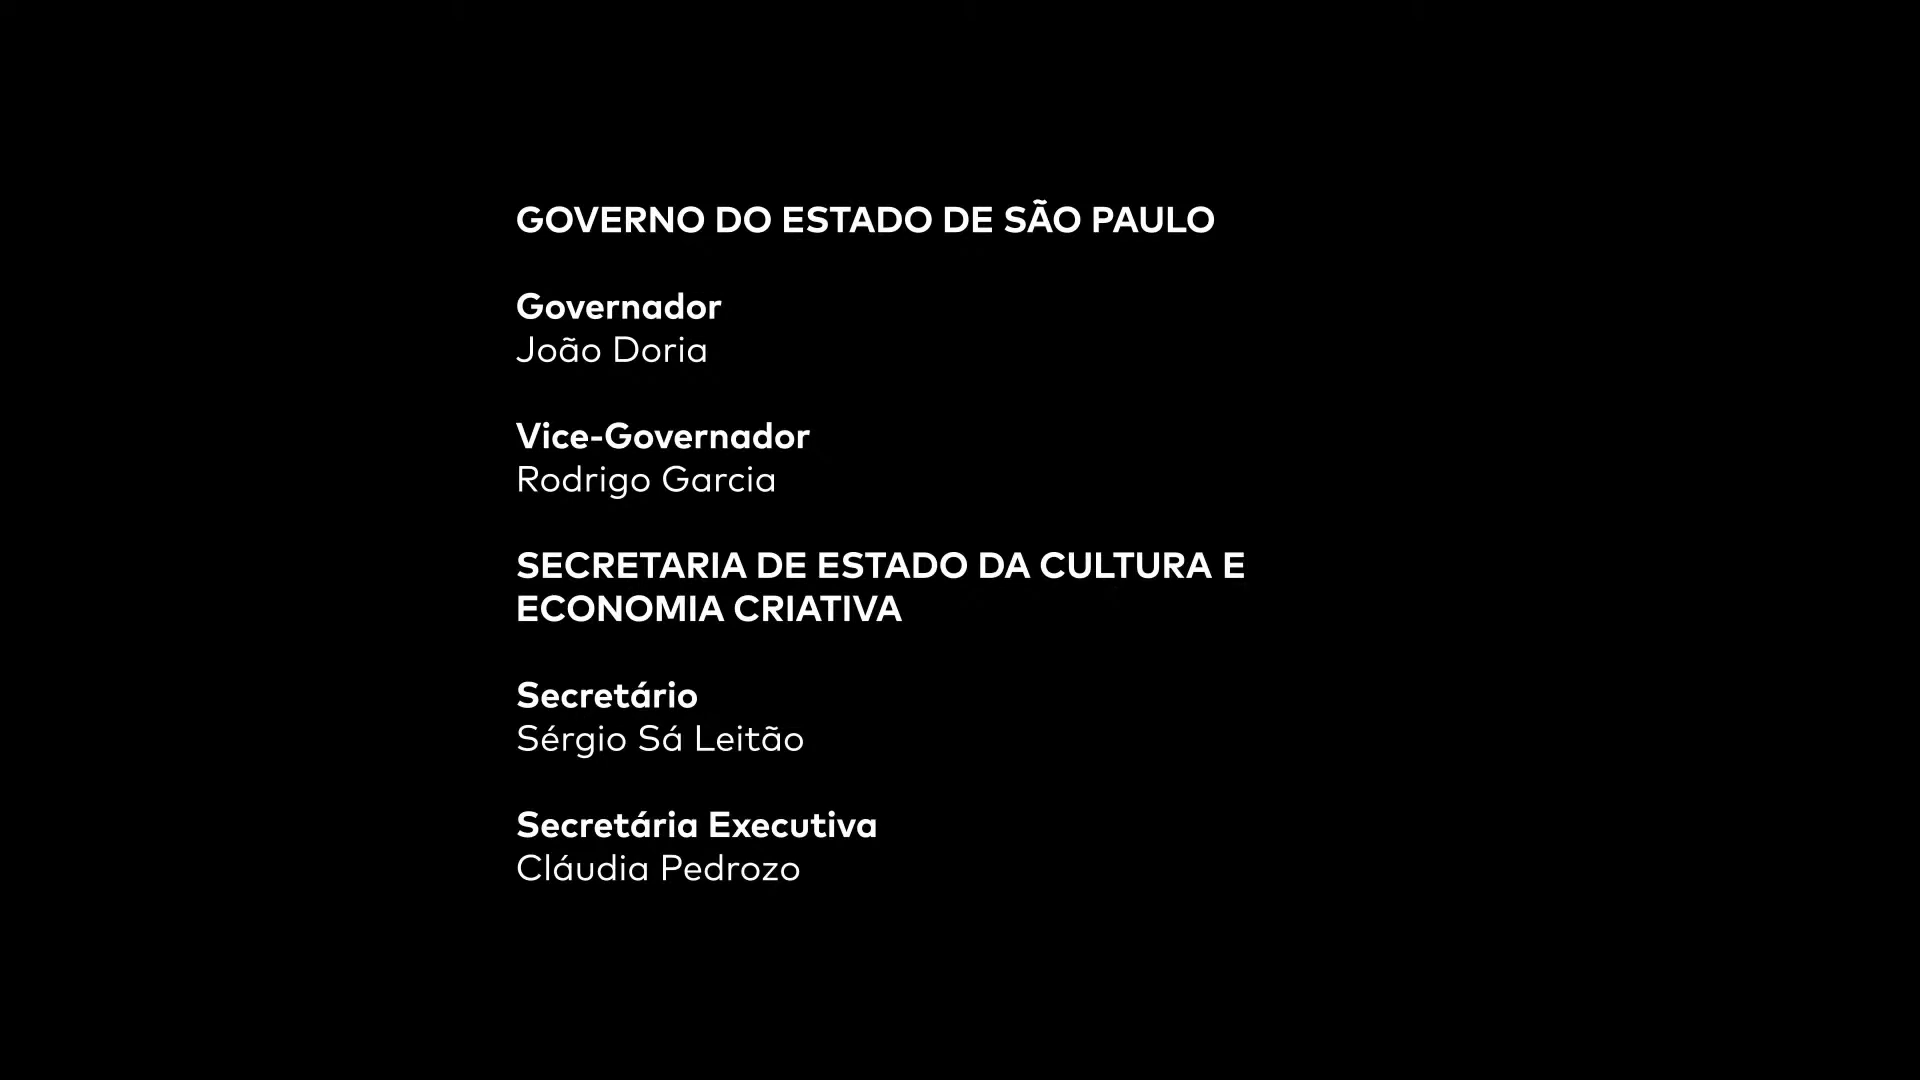 GOVERNO DO ESTADO DE SÃO PAULO
Governador
João Doria
Vice-Governador
Rodrigo Garcia
SECRETARIA DE ESTADO DA CULTURA E
ECONOMIA CRIATIVA
Secretário
Sérgio Sá Leitão
Secretária Executiva
Cláudia Pedrozo